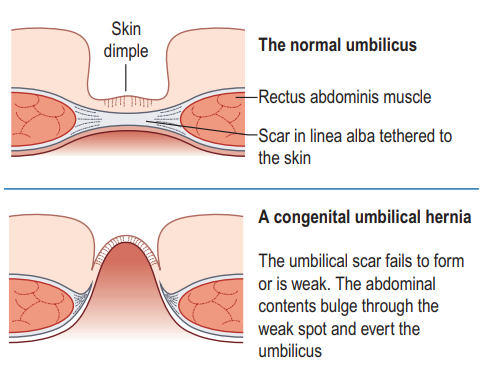 Skin
dimple
The normal umbilicus
Rectus abdominis muscle
Scar in linea alba tethered to
the skin
A congenital umbilical hernia
The umbilical scar fails to form
or is weak. The abdominal
contents bulge through the
weak spot and evert the
umbilicus